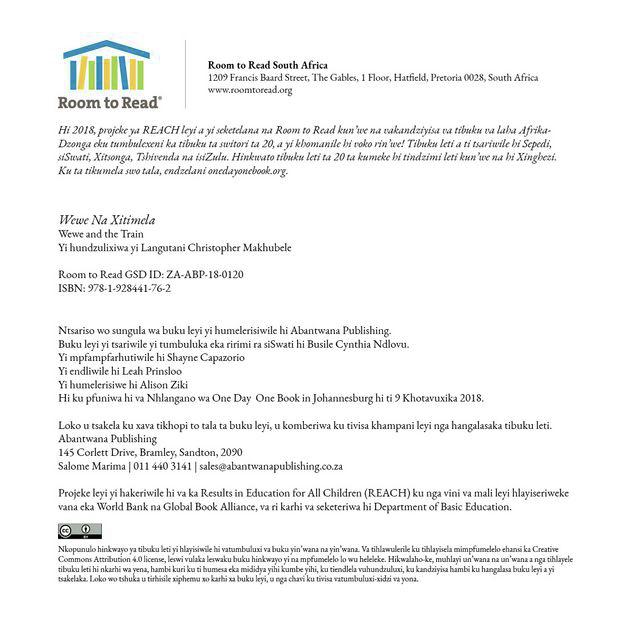 Room to Read®
Room to Read South Africa
1209 Francis Baard Street, The Gables, 1 Floor, Hatfield, Pretoria 0028, South Africa
www.roomtoread.org
Hi 2018, projeke ya REACH leyi a yi seketelana na Room to Read kun'we na vakandziyisa va tibuku va laha Afrika-
Dzonga eku tumbulexeni ka tibuku ta switori ta 20, a yi khomanile hi voko rin'we! Tibuku leti a ti tsariwile hi Sepedi,
siSwati, Xitsonga, Tshivenda na isiZulu. Hinkwato tibuku leti ta 20 ta kumeke hi tindzimi leti kun'we na hi Xinghezi.
Ku ta tikumela swo tala, endzelani onedayonebook.org.
Wewe Na Xitimela
Wewe and the Train
Yi hundzulixiwa yi Langutani Christopher Makhubele
Room to Read GSD ID: ZA-ABP-18-0120
ISBN: 978-1-928441-76-2
Ntsariso wo sungula wa buku leyi yi humelerisiwile hi Abantwana Publishing.
Buku leyi yi tsariwile yi tumbuluka eka ririmi ra siSwati hi Busile Cynthia Ndlovu.
Yi mpfampfarhutiwile hi Shayne Capazorio
Yi endliwile hi Leah Prinsloo
Yi humelerisiwe hi Alison Ziki
Hi ku pfuniwa hi va Nhlangano wa One Day One Book in Johannesburg hi ti 9 Khotavuxika 2018.
Loko u tsakela ku xava tikhopi to tala ta buku leyi, u komberiwa ku tivisa khampani leyi nga hangalasaka tibuku leti.
Abantwana Publishing
145 Corlett Drive, Bramley, Sandton, 2090
Salome Marima | 011 440 3141 | sales@abantwanapublishing.co.za
Projeke leyi yi hakeriwile hi va ka Results in Education for All Children (REACH) ku nga vini va mali leyi hlayiseriweke
vana eka World Bank na Global Book Alliance, va ri karhi va seketeriwa hi Department of Basic Education.
cc BY
Nkopunulo hinkwayo ya tibuku leti yi hlayisiwile hi vatumbuluxi va buku yin'wana na yin'wana. Va tihlawulerile ku tihlayisela mpimpfumelelo ehansi ka Creative
Commons Attribution 4.0 license, leswi vulaka leswaku buku hinkwayo yi na mpfumelelo lo wu heleleke. Hikwalaho-ke, muhlayi un'wana na un'wana a nga tihlayele
tibuku leti hi nkarhi wa yena, hambi kuri ku ti humesa eka mididya yihi kumbe yihi, ku tiendlela vuhundzuluxi, ku kandziyisa hambi ku hangalasa buku leyi a yi
tsakelaka. Loko wo tshuka u tirhisile xiphemu xo karhi xa buku leyi, u nga chavi ku tivisa vatumbuluxi-xidzi va yona.